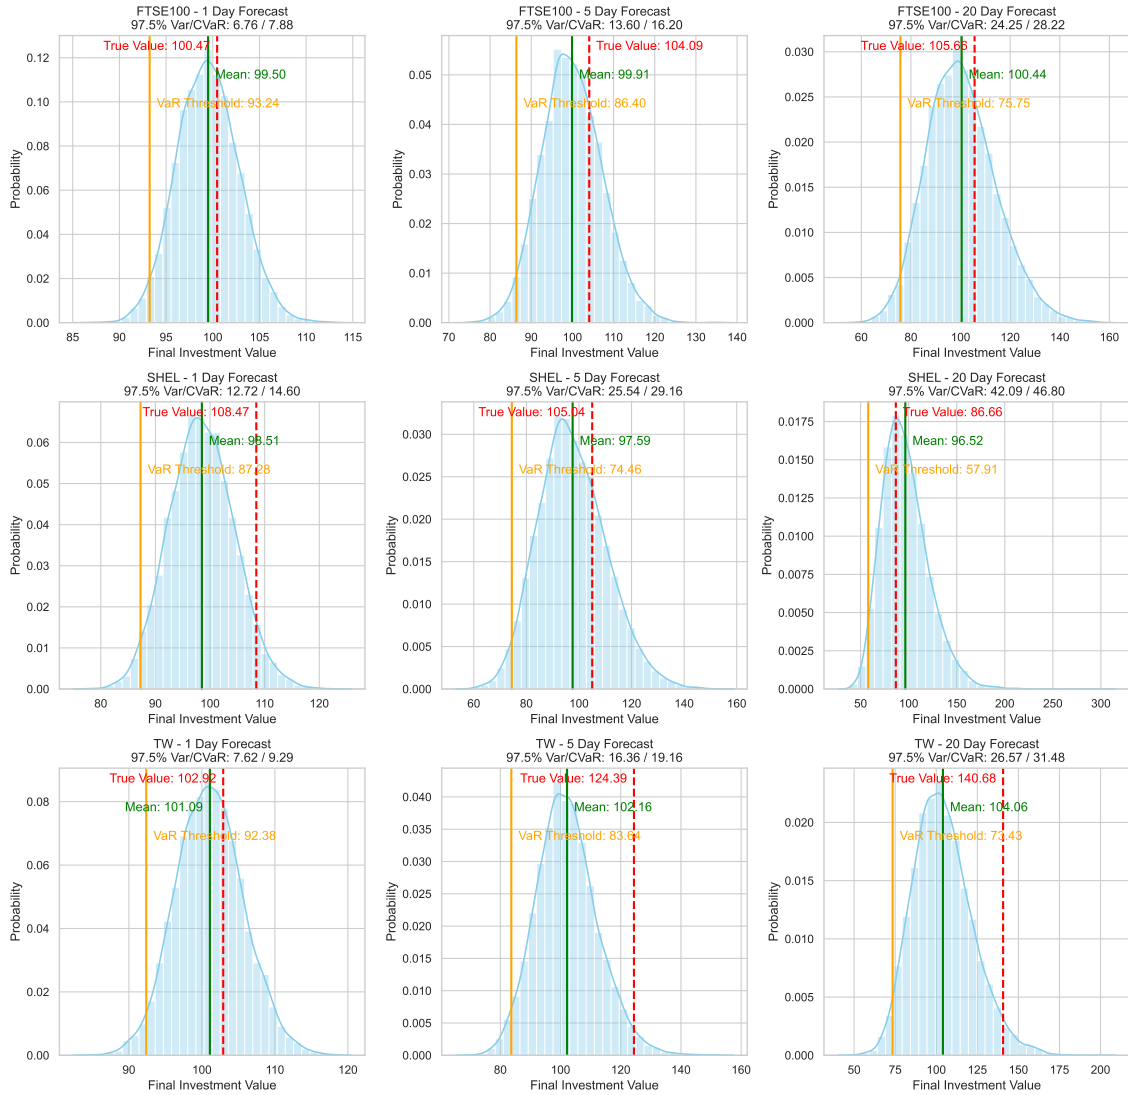 FTSE100 - 1 Day Forecast
97.5% Var/CVaR: 6.76 / 7.88
True Value: 100.47
Mean: 99.50
VaR Threshold: 93.24
Probability
0.12
0.10
0.08
0.06
0.04
0.02
0.00
85 90 95 100 105 110 115
Final Investment Value
FTSE100 - 5 Day Forecast
97.5% Var/CVaR: 13.60 / 16.20
True Value: 104.09
Mean: 99.91
VaR Threshold: 86.40
Probability
0.05
0.04
0.03
0.02
0.01
0.00
70 80 90 100 110 120 130 140
Final Investment Value
FTSE100 - 20 Day Forecast
97.5% Var/CVaR: 24.25 / 28.22
True Value: 105.66
Mean: 100.44
VaR Threshold: 75.75
Probability
0.030
0.025
0.020
0.015
0.010
0.005
0.000
60 80 100 120 140 160
Final Investment Value
SHEL - 1 Day Forecast
97.5% Var/CVaR: 12.72 / 14.60
True Value: 108.47
Mean: 98.51
VaR Threshold: 87.28
Probability
0.06
0.05
0.04
0.03
0.02
0.01
0.00
80 90 100 110 120
Final Investment Value
SHEL - 5 Day Forecast
97.5% Var/CVaR: 25.54 / 29.16
True Value: 105.04
Mean: 97.59
VaR Threshold: 74.46
Probability
0.030
0.025
0.020
0.015
0.010
0.005
0.000
60 80 100 120 140 160
Final Investment Value
SHEL - 20 Day Forecast
97.5% Var/CVaR: 42.09 / 46.80
True Value: 86.66
Mean: 96.52
VaR Threshold: 57.91
Probability
0.0175
0.0150
0.0125
0.0100
0.0075
0.0050
0.0025
0.0000
50 100 150 200 250 300
Final Investment Value
TW - 1 Day Forecast
97.5% Var/CVaR: 7.62 / 9.29
True Value: 102.92
Mean: 101.09
VaR Threshold: 92.38
Probability
0.08
0.06
0.04
0.02
0.00
90 100 110 120
Final Investment Value
TW - 5 Day Forecast
97.5% Var/CVaR: 16.36 / 19.16
True Value: 124.39
Mean: 102.16
VaR Threshold: 83.64
Probability
0.040
0.035
0.030
0.025
0.020
0.015
0.010
0.005
0.000
80 100 120 140 160
Final Investment Value
TW - 20 Day Forecast
97.5% Var/CVaR: 26.57 / 31.48
True Value: 140.68
Mean: 104.06
VaR Threshold: 73.43
Probability
0.020
0.015
0.010
0.005
0.000
50 75 100 125 150 175 200
Final Investment Value